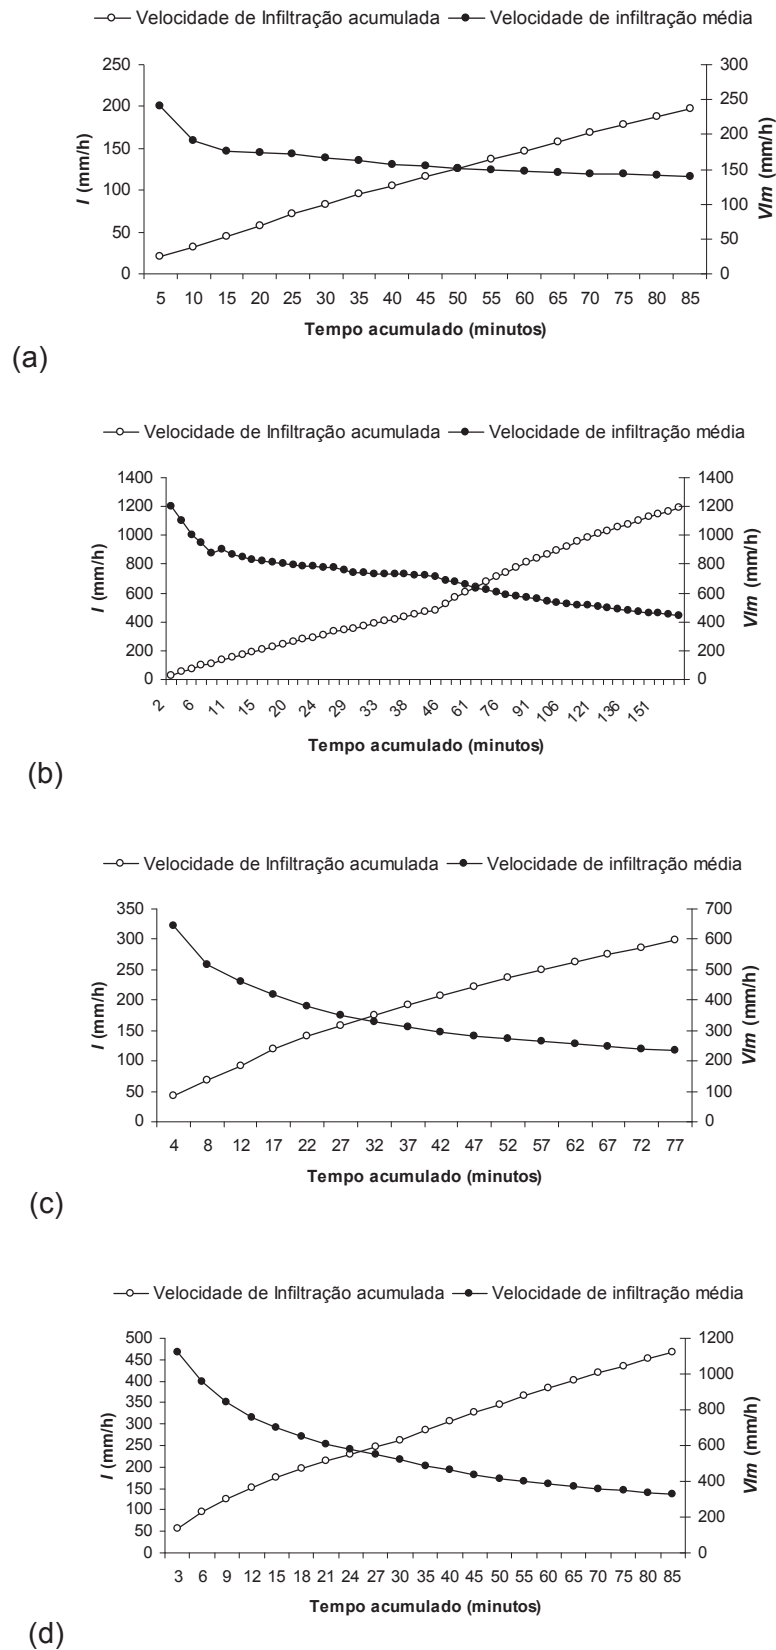 Velocidade de Infiltração acumulada Velocidade de infiltração média
250 300
200 250
150 200
100 150
50 100
0 50
0
I (mm/h)
VIm (mm/h)
5 10 15 20 25 30 35 40 45 50 55 60 65 70 75 80 85
Tempo acumulado (minutos)
(a)
Velocidade de Infiltração acumulada Velocidade de infiltração média
1400 1400
1200 1200
1000 1000
800 800
600 600
400 400
200 200
0 0
I (mm/h)
VIm (mm/h)
2 6 11 15 20 24 29 33 38 46 61 76 91 106 121 136 151
Tempo acumulado (minutos)
(b)
Velocidade de Infiltração acumulada Velocidade de infiltração média
350 700
300 600
250 500
200 400
150 300
100 200
50 100
0 0
I (mm/h)
VIm (mm/h)
4 8 12 17 22 27 32 37 42 47 52 57 62 67 72 77
Tempo acumulado (minutos)
(c)
Velocidade de Infiltração acumulada Velocidade de infiltração média
500 1200
450
400 1000
350 800
300
250 600
200
150 400
100 200
50
0 0
I (mm/h)
VIm (mm/h)
3 6 9 12 15 18 21 24 27 30 35 40 45 50 55 60 65 70 75 80 85
Tempo acumulado (minutos)
(d)